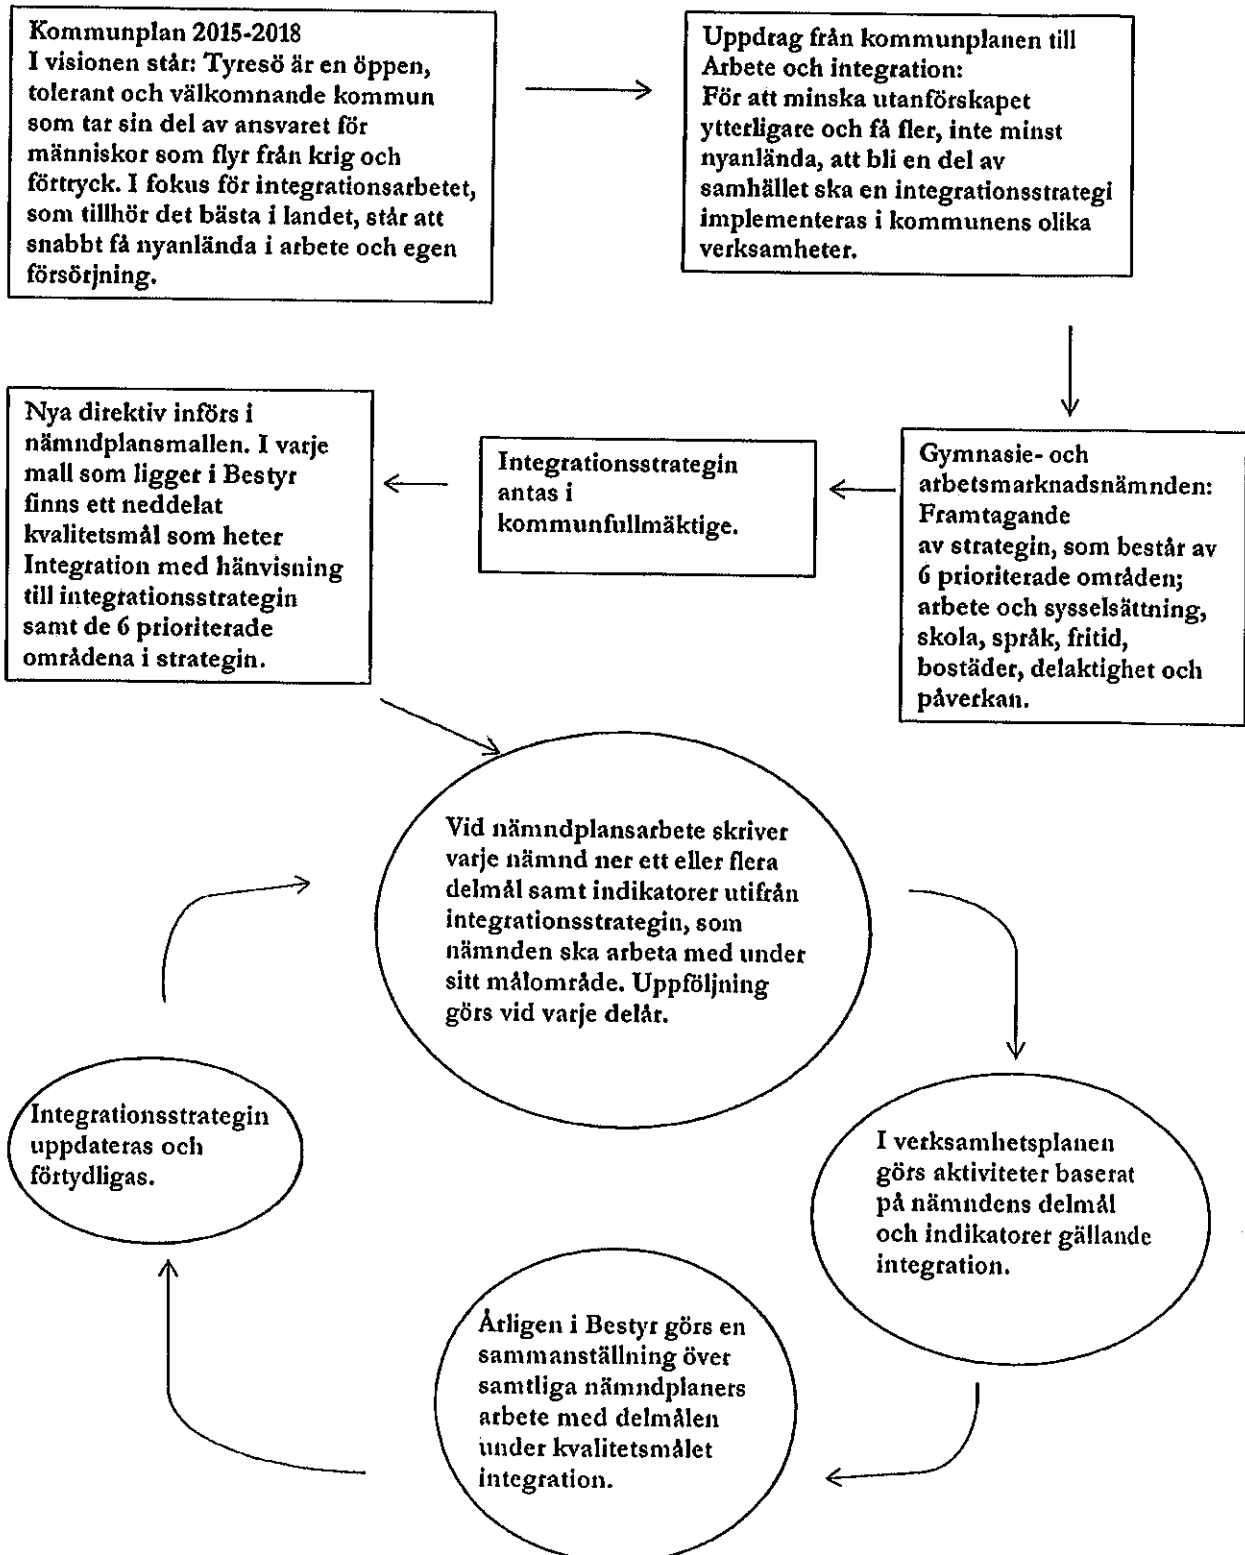 Kommunplan 2015-2018
I visionen står: Tyresö är en öppen,
tolerant och välkomnande kommun
som tar sin del av ansvaret för
människor som flyr från krig och
förtryck. I fokus för integrationsarbetet,
som tillhör det bästa i landet, står att
snabbt få nyanlända i arbete och egen
försörjning.
Uppdrag från kommunplanen till
Arbete och integration:
För att minska utanförskapet
ytterligare och få fler, inte minst
nyanlända, att bli en del av
samhället ska en integrationsstrategi
implementeras i kommunens olika
verksamheter.
Gymnasie- och
arbetsmarknadsnämnden:
Framtagande
av strategin, som består av
6 prioriterade områden;
arbete och sysselsättning,
skola, språk, fritid,
bostäder, delaktighet och
påverkan.
Integrationsstrategin
antas i
kommunfullmäktige.
Nya direktiv införs i
nämndplansmallen. I varje
mall som ligger i Bestyr
finns ett neddelat
kvalitetsmål som heter
Integration med hänvisning
till integrationsstrategin
samt de 6 prioriterade
områdena i strategin.
Vid nämndplansarbete skriver
varje nämnd ner ett eller flera
delmål samt indikatorer utifrån
integrationsstrategin, som
nämnden ska arbeta med under
sitt målområde. Uppföljning
görs vid varje delår.
I verksamhetsplanen
görs aktiviteter baserat
på nämndens delmål
och indikatorer gällande
integration.
Årligen i Bestyr görs en
sammanställning över
samtliga nämndplaners
arbete med delmålen
under kvalitetsmålet
integration.
Integrationsstrategin
uppdateras och
förtydligas.